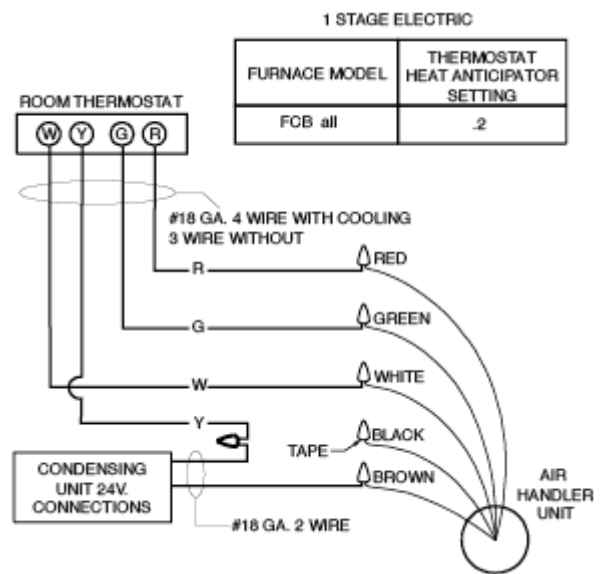 1 STAGE ELECTRIC
FURNACE MODEL
THERMOSTAT
HEAT ANTICIPATOR
SETTING
FCB all
.2
ROOM THERMOSTAT
W Y G R
#18 GA. 4 WIRE WITH COOLING
3 WIRE WITHOUT
R
RED
G
GREEN
W
WHITE
Y
TAPE
BLACK
BROWN
CONDENSING
UNIT 24V.
CONNECTIONS
#18 GA. 2 WIRE
AIR
HANDLER
UNIT